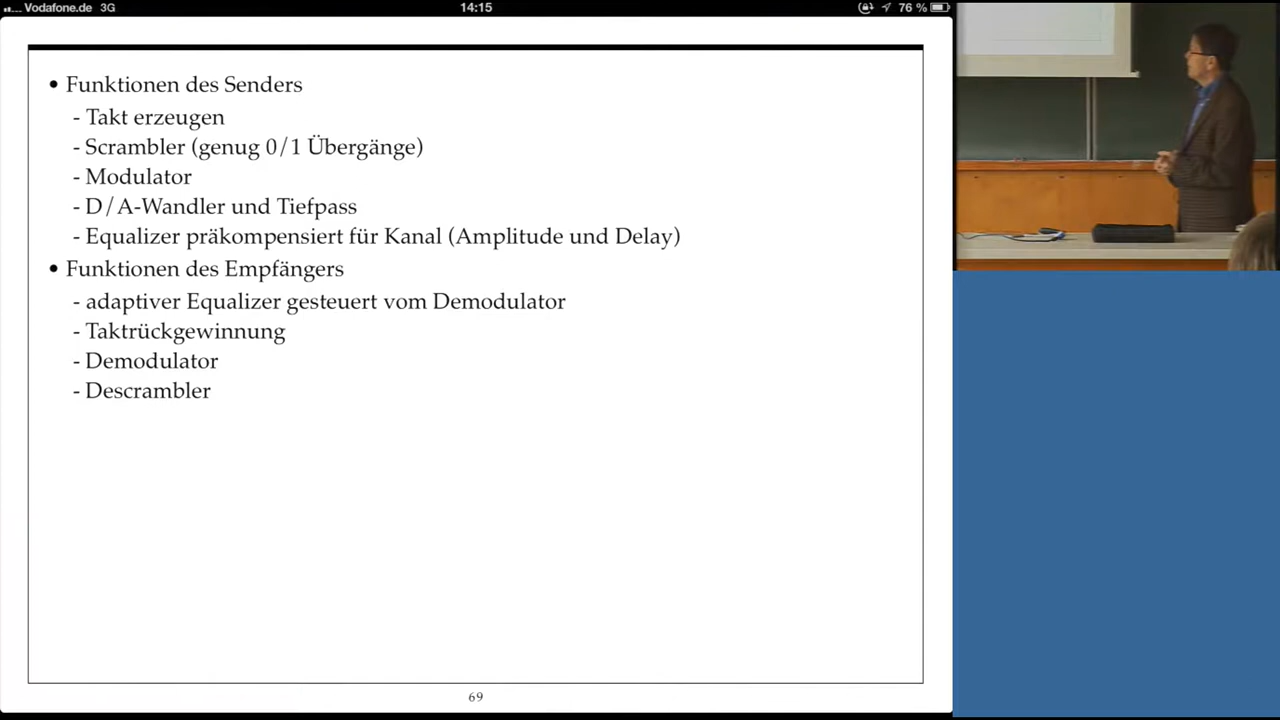 Vodafone.de 3G 14:15 76 %
• Funktionen des Senders
- Takt erzeugen
- Scrambler (genug 0/1 Übergänge)
- Modulator
- D/A-Wandler und Tiefpass
- Equalizer präkompensiert für Kanal (Amplitude und Delay)
• Funktionen des Empfängers
- adaptiver Equalizer gesteuert vom Demodulator
- Taktrückgewinnung
- Demodulator
- Descrambler
69